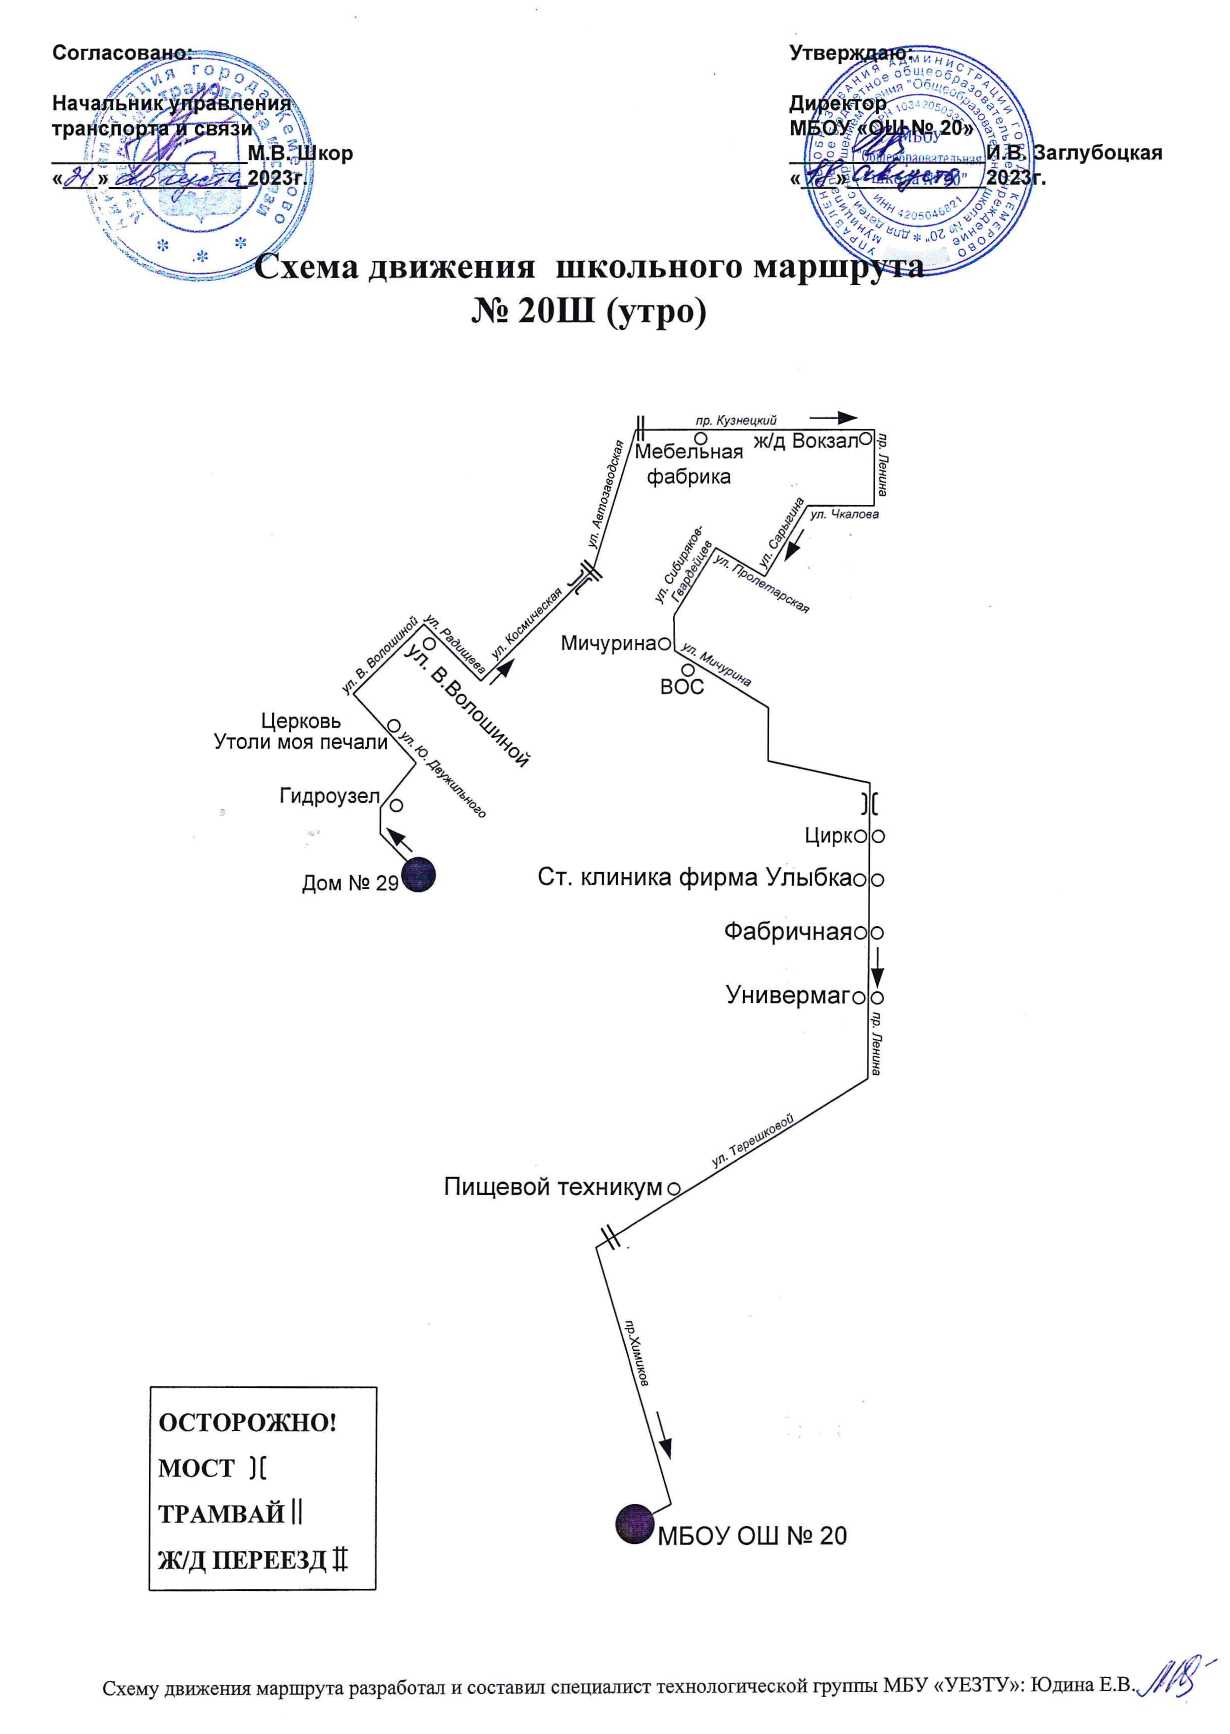 Согласовано:
Начальник управления
транспорта и связи
М.В. Шкор
«21» августа 2023г.
Утверждаю:
Директор
МБОУ «ОШ № 20»
И.В. Заглубоцкая
«18» августа 2023г.
Схема движения школьного маршрута
№ 20Ш (утро)
пр. Кузнецкий
Мебельная
фабрика
ж/д Вокзал
пр. Ленина
ул. Автозаводская
ул. Чкалова
ул. Сарыгина
ул. Сибиряков-
Гвардейцев
ул. Пролетарская
ул. Космическая
ул. Радищева
ул. В. Волошиной
ул. В.Волошиной
Мичурина
ул. Мичурина
ВОС
Церковь
Утоли моя печали
ул. Ю. Двужильного
Гидроузел
Дом № 29
Цирк
Ст. клиника фирма Улыбка
Фабричная
Универмаг
пр. Ленина
ул. Терешковой
Пищевой техникум
пр.Химиков
МБОУ ОШ № 20
ОСТОРОЖНО!
МОСТ
ТРАМВАЙ
Ж/Д ПЕРЕЕЗД
Схему движения маршрута разработал и составил специалист технологической группы МБУ «УЕЗТУ»: Юдина Е.В.